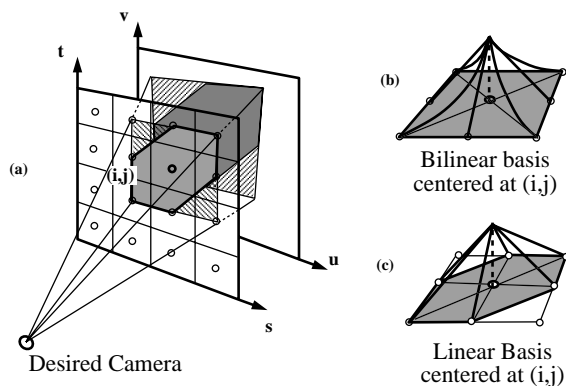 v
t
(a)
(i,j)
u
s
Desired Camera
(b)
Bilinear basis
centered at (i,j)
(c)
Linear Basis
centered at (i,j)